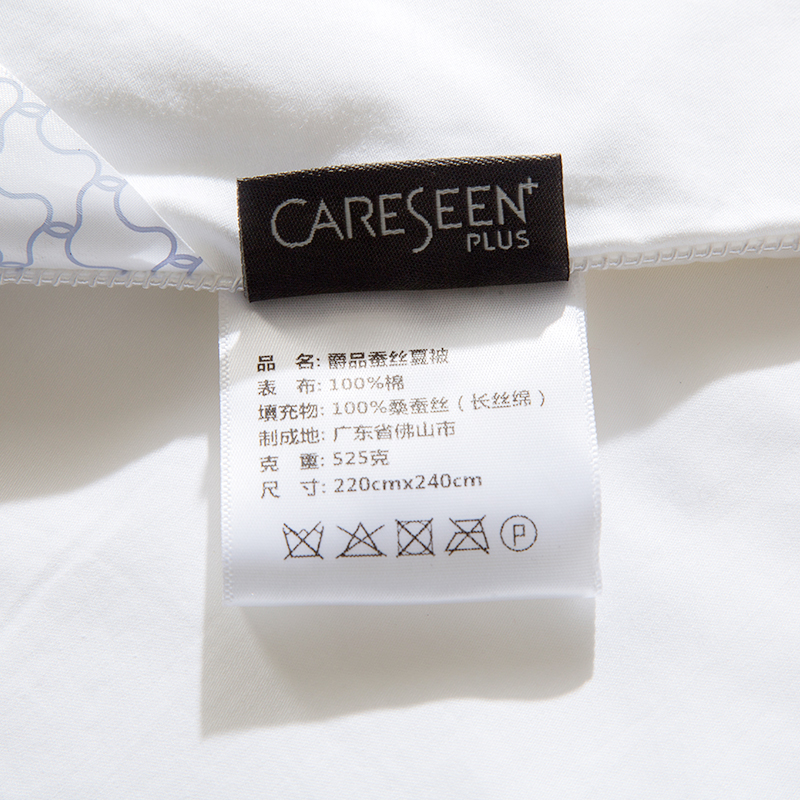 CARESEEN+
PLUS
品 名: 爵品蚕丝夏被
表 布: 100%棉
填充物: 100%桑蚕丝(长丝绵)
制成地: 广东省佛山市
克 重: 525克
尺 寸: 220cmx240cm
P